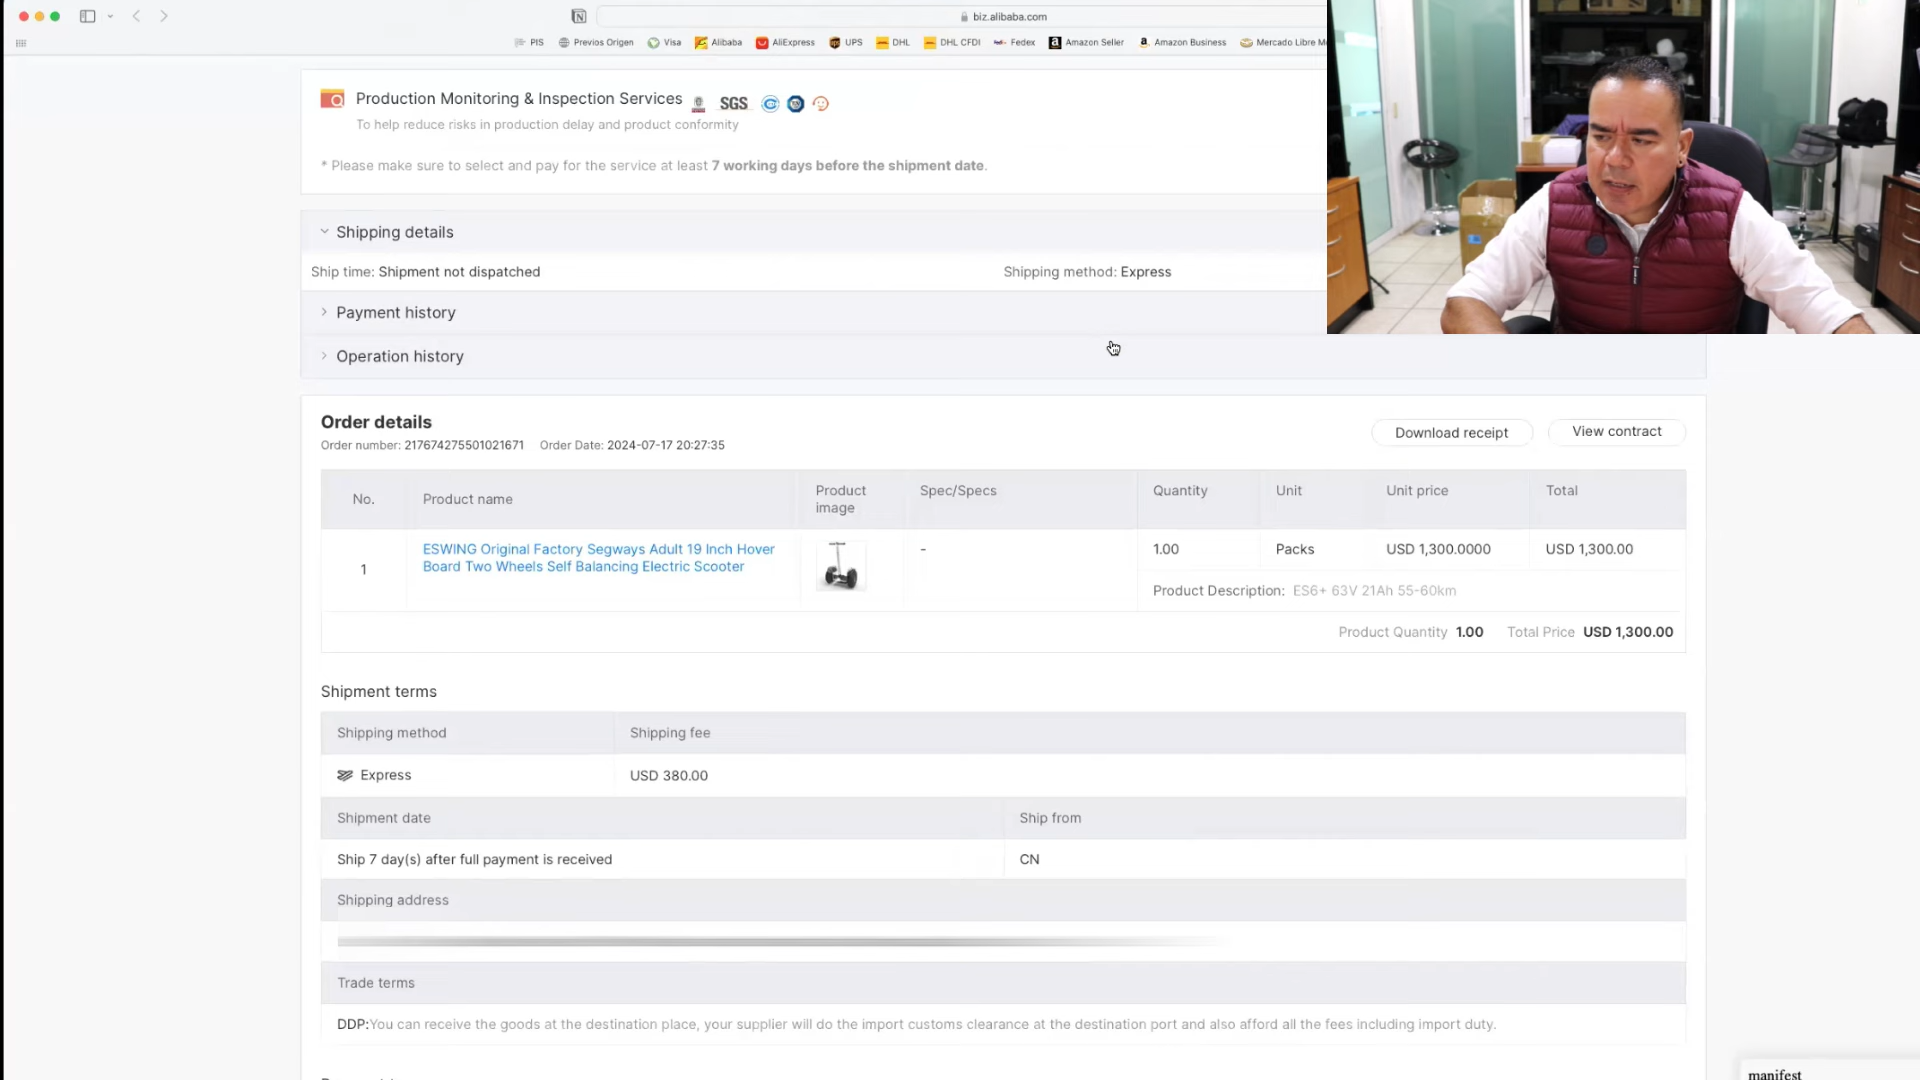 biz.alibaba.com
PIS Previos Origen Visa Alibaba AliExpress UPS DHL DHL CFDI Fedex Amazon Seller Amazon Business Mercado Libre M
Production Monitoring & Inspection Services SGS
To help reduce risks in production delay and product conformity
* Please make sure to select and pay for the service at least 7 working days before the shipment date.
Shipping details
Ship time: Shipment not dispatched Shipping method: Express
Payment history
Operation history
Order details
Download receipt View contract
Order number: 217674275501021671 Order Date: 2024-07-17 20:27:35
No. Product name Product image Spec/Specs Quantity Unit Unit price Total
1 ESWING Original Factory Segways Adult 19 Inch Hover - 1.00 Packs USD 1,300.0000 USD 1,300.00
Board Two Wheels Self Balancing Electric Scooter
Product Description: ES6+ 63V 21Ah 55-60km
Product Quantity 1.00 Total Price USD 1,300.00
Shipment terms
Shipping method Shipping fee
Express USD 380.00
Shipment date Ship from
Ship 7 day(s) after full payment is received CN
Shipping address
Trade terms
DDP:You can receive the goods at the destination place, your supplier will do the import customs clearance at the destination port and also afford all the fees including import duty.
manifest